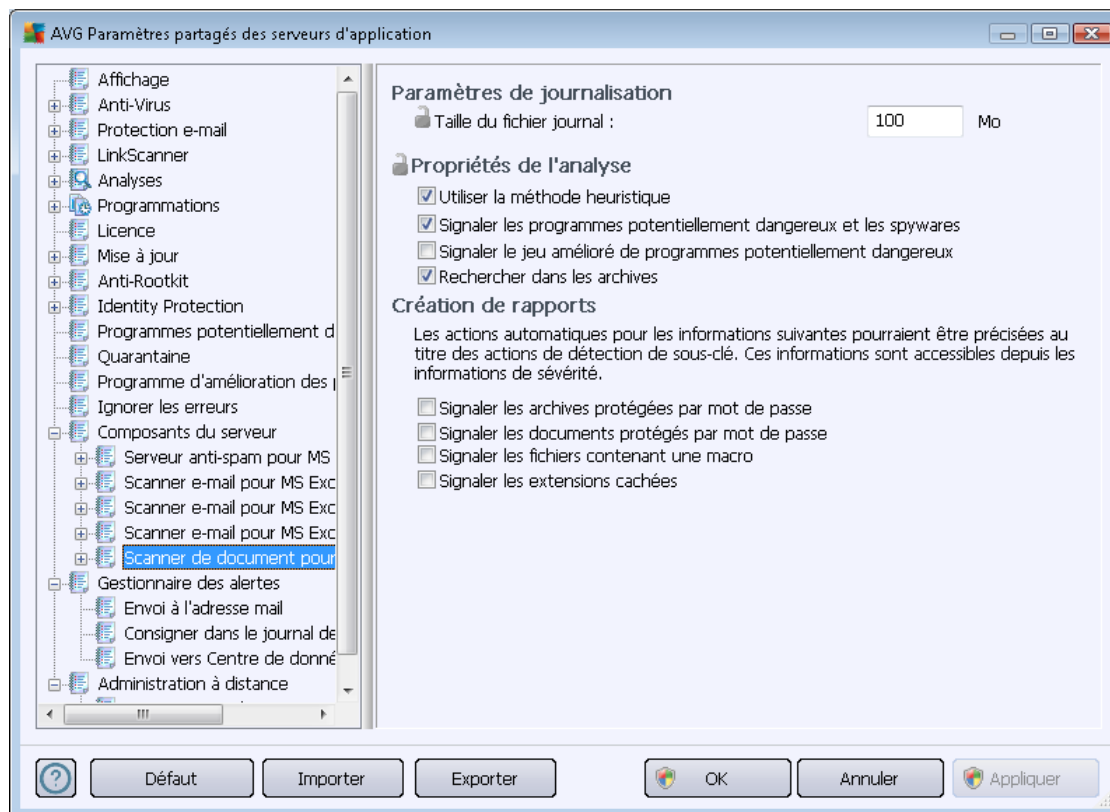 AVG Paramètres partagés des serveurs d'application
Affichage
Anti-Virus
Protection e-mail
LinkScanner
Analyses
Programmations
Licence
Mise à jour
Anti-Rootkit
Identity Protection
Programmes potentiellement d
Quarantaine
Programme d'amélioration des
Ignorer les erreurs
Composants du serveur
Serveur anti-spam pour MS
Scanner e-mail pour MS Exc
Scanner e-mail pour MS Exc
Scanner e-mail pour MS Exc
Scanner de document pour
Gestionnaire des alertes
Envoi à l'adresse mail
Consigner dans le journal de
Envoi vers Centre de donné
Administration à distance
Paramètres de journalisation
Taille du fichier journal : 100 Mo
Propriétés de l'analyse
Utiliser la méthode heuristique
Signaler les programmes potentiellement dangereux et les spywares
Signaler le jeu amélioré de programmes potentiellement dangereux
Rechercher dans les archives
Création de rapports
Les actions automatiques pour les informations suivantes pourraient être précisées au
titre des actions de détection de sous-clé. Ces informations sont accessibles depuis les
informations de sévérité.
Signaler les archives protégées par mot de passe
Signaler les documents protégés par mot de passe
Signaler les fichiers contenant une macro
Signaler les extensions cachées
Défaut Importer Exporter OK Annuler Appliquer